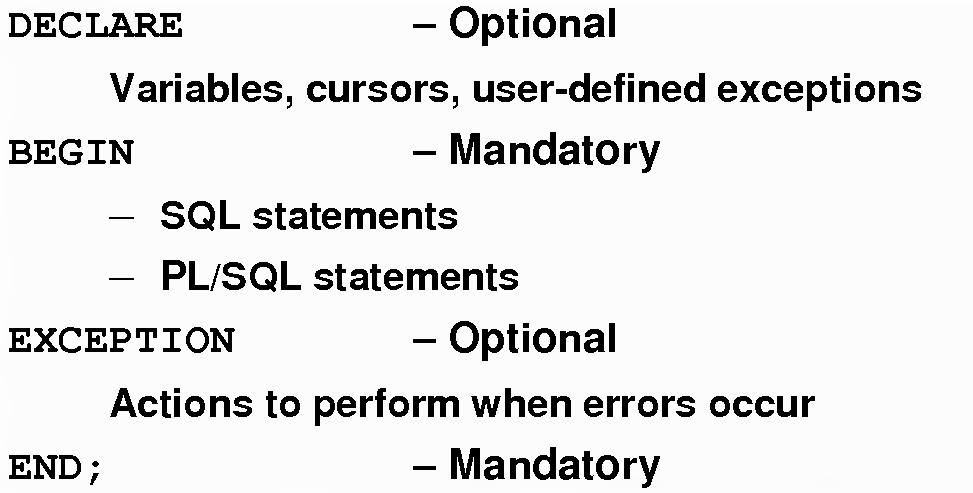 DECLARE – Optional
Variables, cursors, user-defined exceptions
BEGIN – Mandatory
– SQL statements
– PL/SQL statements
EXCEPTION – Optional
Actions to perform when errors occur
END; – Mandatory